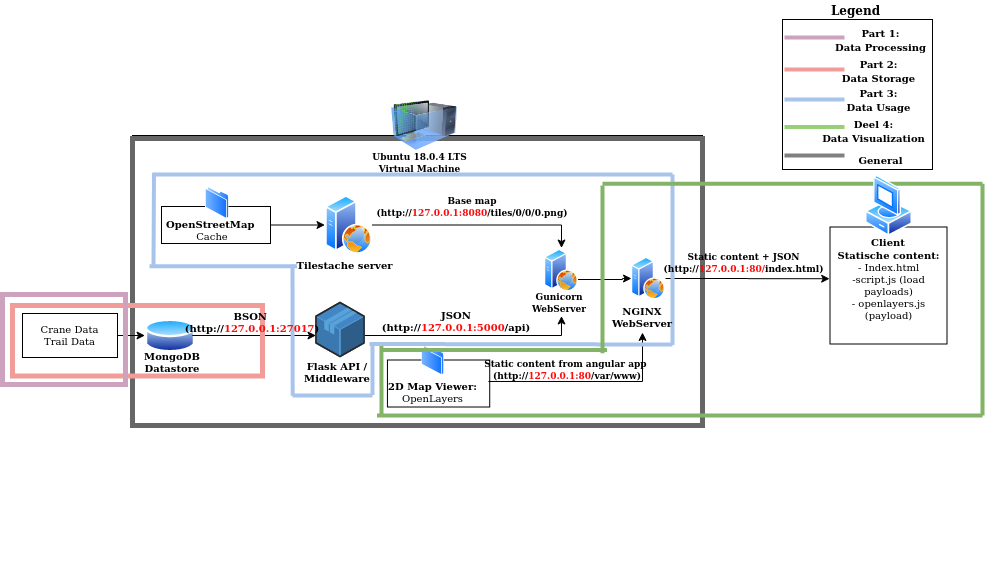 Legend
Part 1:
Data Processing
Part 2:
Data Storage
Part 3:
Data Usage
Deel 4:
Data Visualization
General
Ubuntu 18.0.4 LTS
Virtual Machine
OpenStreetMap
Cache
Tilestache server
Base map
(http://127.0.0.1:8080/tiles/0/0/0.png)
Gunicorn
WebServer
NGINX
WebServer
Static content + JSON
(http://127.0.0.1:80/index.html)
Client
Statische content:
- Index.html
-script.js (load
payloads)
- openlayers.js
(payload)
Crane Data
Trail Data
MongoDB
Datastore
BSON
(http://127.0.0.1:27017)
Flask API /
Middleware
JSON
(http://127.0.0.1:5000/api)
2D Map Viewer:
OpenLayers
Static content from angular app
(http://127.0.0.1:80/var/www)